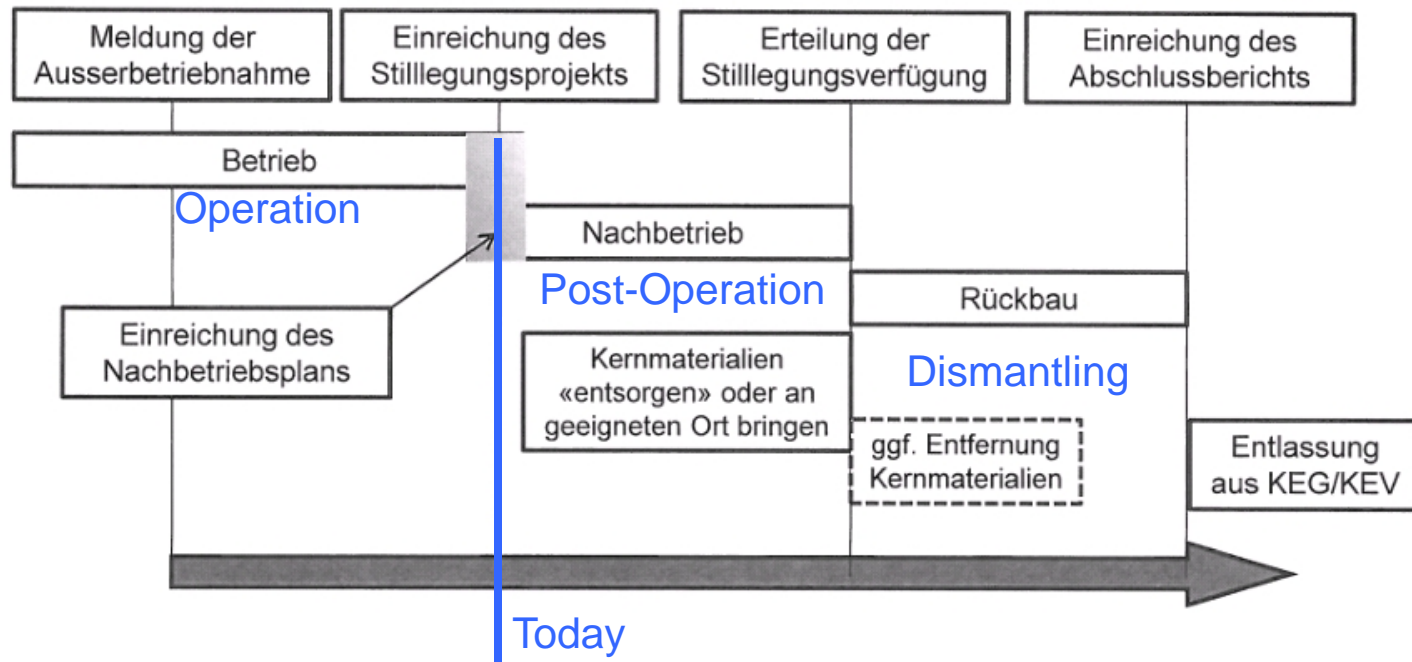 Meldung der
Ausserbetriebnahme
Einreichung des
Stilllegungsprojekts
Erteilung der
Stilllegungsverfügung
Einreichung des
Abschlussberichts
Betrieb
Operation
Nachbetrieb
Post-Operation
Rückbau
Einreichung des
Nachbetriebsplans
Kernmaterialien
«entsorgen» oder an
geeigneten Ort bringen
Dismantling
ggf. Entfernung
Kernmaterialien
Entlassung
aus KEG/KEV
Today